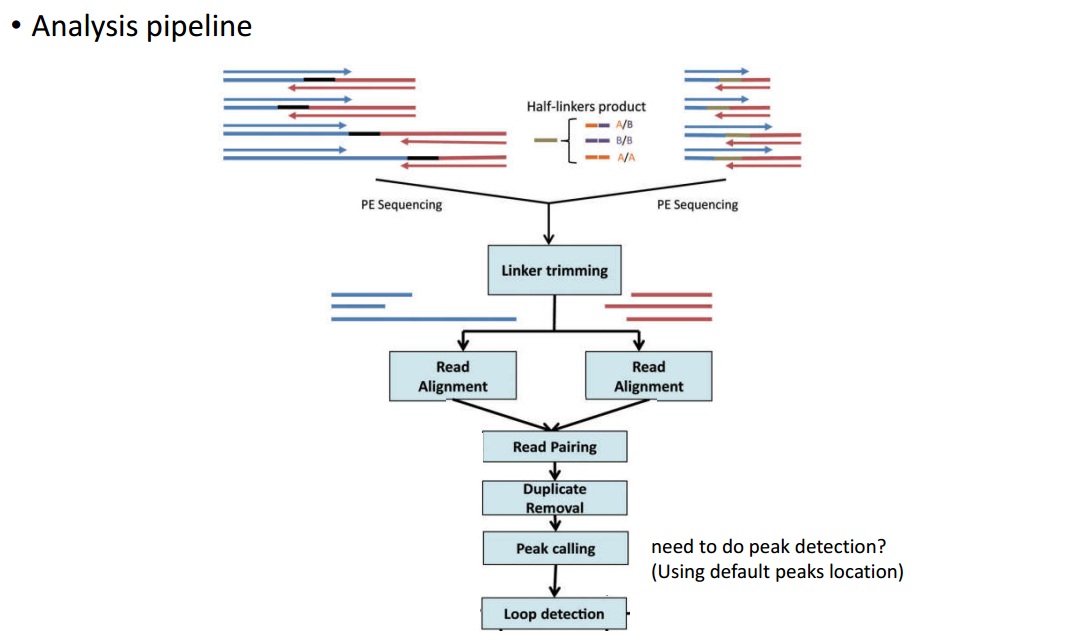 • Analysis pipeline
Half-linkers product
A/B
B/B
A/A
PE Sequencing
PE Sequencing
Linker trimming
Read
Alignment
Read
Alignment
Read Pairing
Duplicate
Removal
Peak calling
need to do peak detection?
(Using default peaks location)
Loop detection